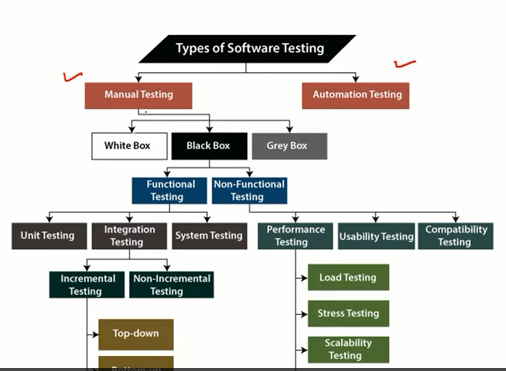 Types of Software Testing
Manual Testing
Automation Testing
White Box
Black Box
Grey Box
Functional
Testing
Non-Functional
Testing
Unit Testing
Integration
Testing
System Testing
Performance
Testing
Usability Testing
Compatibility
Testing
Incremental
Testing
Non-Incremental
Testing
Load Testing
Stress Testing
Top-down
Scalability
Testing